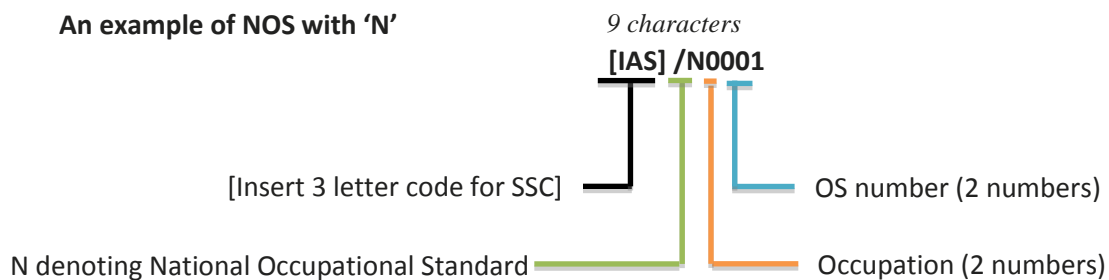 An example of NOS with ‘N’
9 characters
[IAS] /N0001
[Insert 3 letter code for SSC]
OS number (2 numbers)
N denoting National Occupational Standard
Occupation (2 numbers)